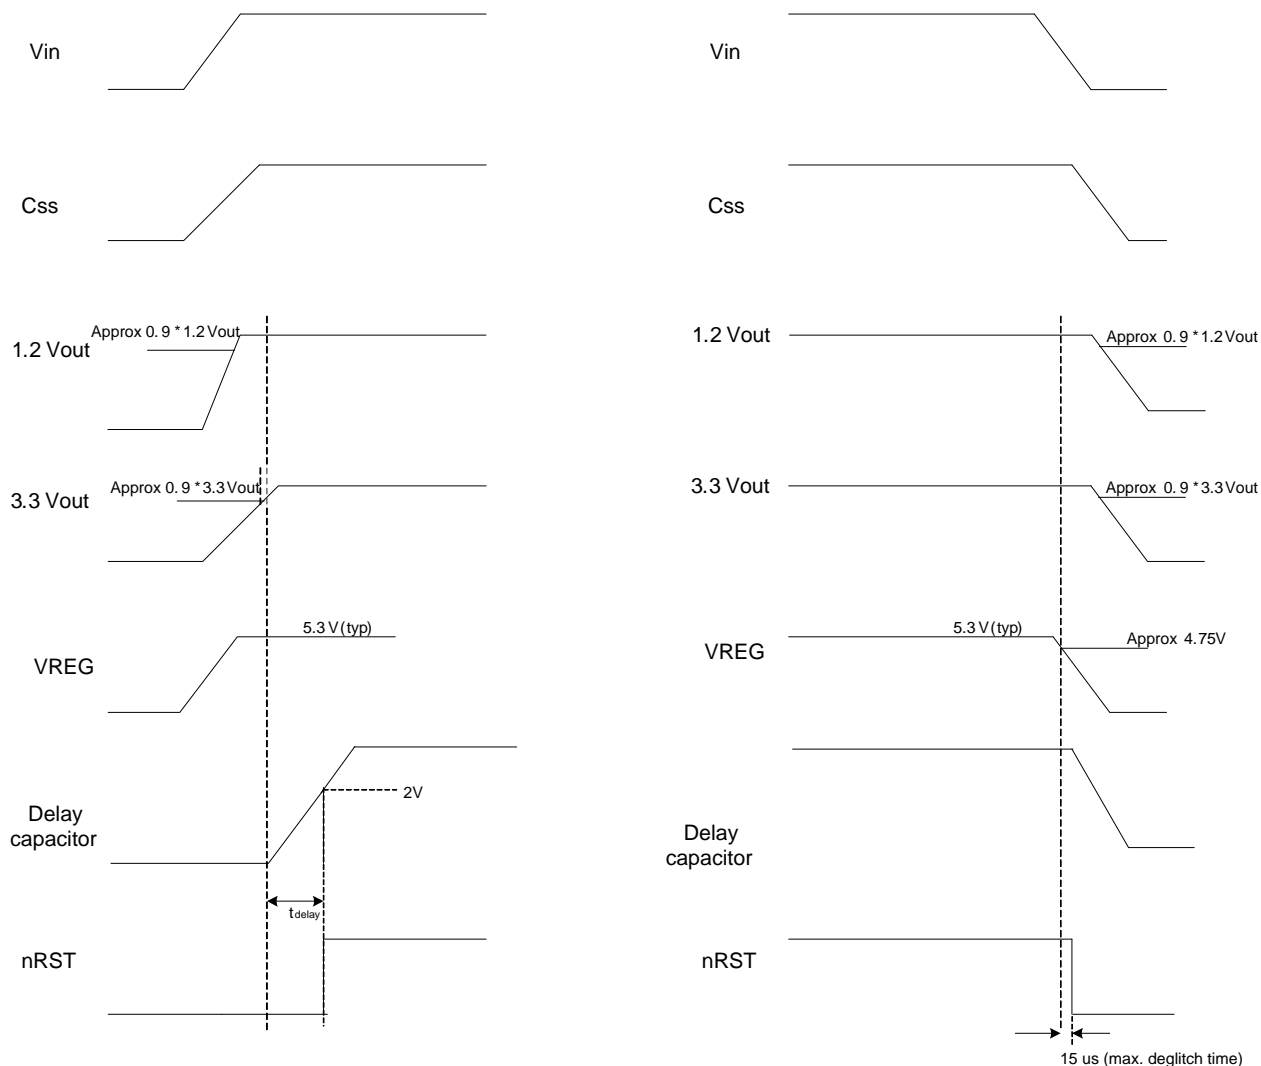 Vin
Css
Approx 0. 9 * 1.2 Vout
1.2 Vout
Approx 0. 9 * 3.3 Vout
3.3 Vout
5.3 V (typ)
VREG
2V
Delay
capacitor
tdelay
nRST
Vin
Css
1.2 Vout
Approx 0. 9 * 1.2 Vout
3.3 Vout
Approx 0. 9 * 3.3 Vout
5.3 V (typ)
Approx 4.75V
VREG
Delay
capacitor
nRST
15 us (max. deglitch time)